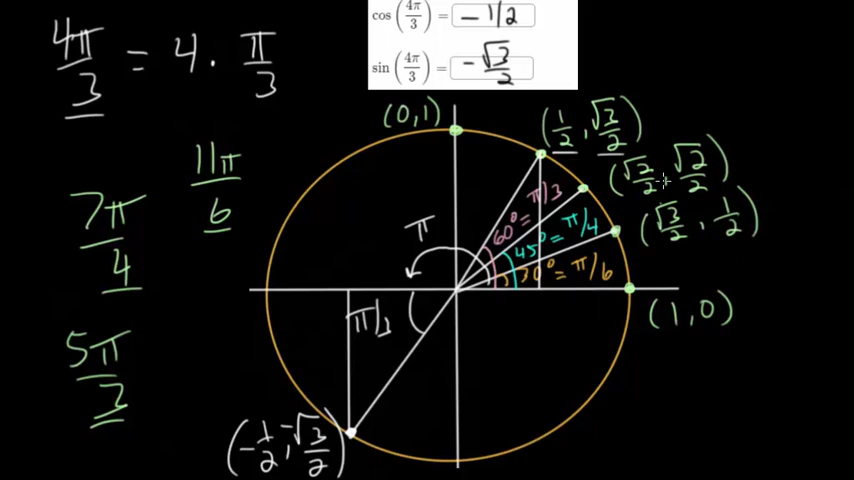 cos (4π/3) = -1/2
sin (4π/3) = -√3/2
4π/3 = 4 · π/3
11π/6
7π/4
5π/3
(0,1)
(1/2, √3/2)
(√2/2, √2/2)
(√3/2, 1/2)
(1,0)
60° = π/3
45° = π/4
30° = π/6
π
π/3
(-1/2, -√3/2)